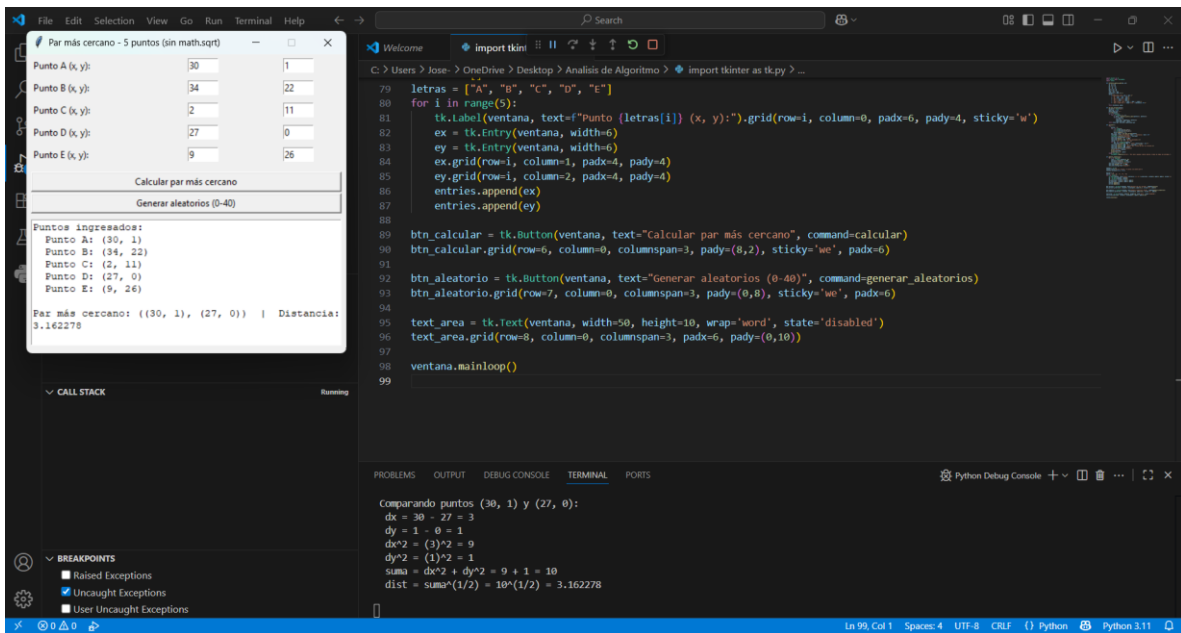 File Edit Selection View Go Run Terminal Help
Search
Par más cercano - 5 puntos (sin math.sqrt)
Punto A (x, y): 30 1
Punto B (x, y): 34 22
Punto C (x, y): 2 11
Punto D (x, y): 27 0
Punto E (x, y): 9 26
Calcular par más cercano
Generar aleatorios (0-40)
Puntos ingresados:
Punto A: (30, 1)
Punto B: (34, 22)
Punto C: (2, 11)
Punto D: (27, 0)
Punto E: (9, 26)
Par más cercano: ((30, 1), (27, 0)) | Distancia:
3.162278
CALL STACK Running
BREAKPOINTS
Raised Exceptions
Uncaught Exceptions
User Uncaught Exceptions
Welcome import tkint
C: > Users > Jose- > OneDrive > Desktop > Analisis de Algoritmo > import tkinter as tk.py > ...
79 letras = ["A", "B", "C", "D", "E"]
80 for i in range(5):
81 tk.Label(ventana, text=f"Punto {letras[i]} (x, y):").grid(row=i, column=0, padx=6, pady=4, sticky='w')
82 ex = tk.Entry(ventana, width=6)
83 ey = tk.Entry(ventana, width=6)
84 ex.grid(row=i, column=1, padx=4, pady=4)
85 ey.grid(row=i, column=2, padx=4, pady=4)
86 entries.append(ex)
87 entries.append(ey)
88
89 btn_calcular = tk.Button(ventana, text="Calcular par más cercano", command=calcular)
90 btn_calcular.grid(row=6, column=0, columnspan=3, pady=(8,2), sticky='we', padx=6)
91
92 btn_aleatorio = tk.Button(ventana, text="Generar aleatorios (0-40)", command=generar_aleatorios)
93 btn_aleatorio.grid(row=7, column=0, columnspan=3, pady=(0,8), sticky='we', padx=6)
94
95 text_area = tk.Text(ventana, width=50, height=10, wrap='word', state='disabled')
96 text_area.grid(row=8, column=0, columnspan=3, padx=6, pady=(0,10))
97
98 ventana.mainloop()
99
PROBLEMS OUTPUT DEBUG CONSOLE TERMINAL PORTS Python Debug Console
Comparando puntos (30, 1) y (27, 0):
dx = 30 - 27 = 3
dy = 1 - 0 = 1
dx^2 = (3)^2 = 9
dy^2 = (1)^2 = 1
suma = dx^2 + dy^2 = 9 + 1 = 10
dist = suma^(1/2) = 10^(1/2) = 3.162278
0 0 Ln 99, Col 1 Spaces: 4 UTF-8 CRLF {} Python Python 3.11